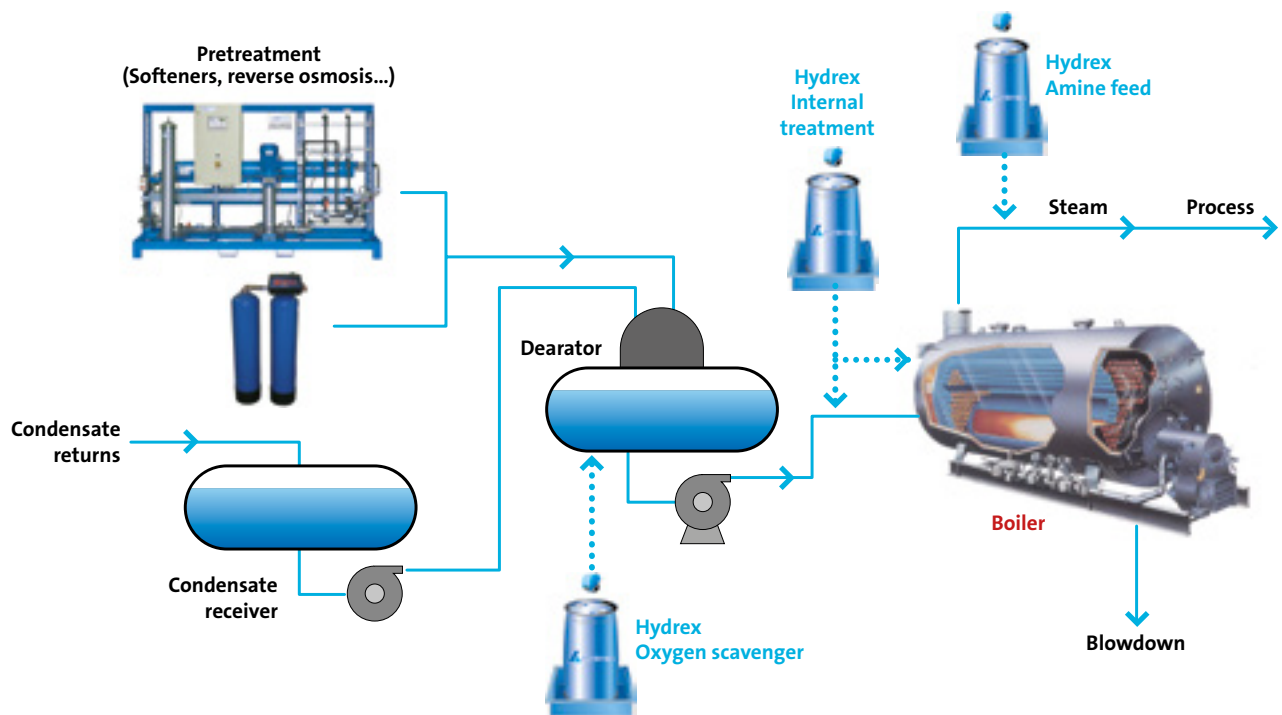 Pretreatment
(Softeners, reverse osmosis...)
Hydrex
Internal
treatment
Hydrex
Amine feed
Steam
Process
Dearator
Condensate
returns
Condensate
receiver
Hydrex
Oxygen scavenger
Boiler
Blowdown